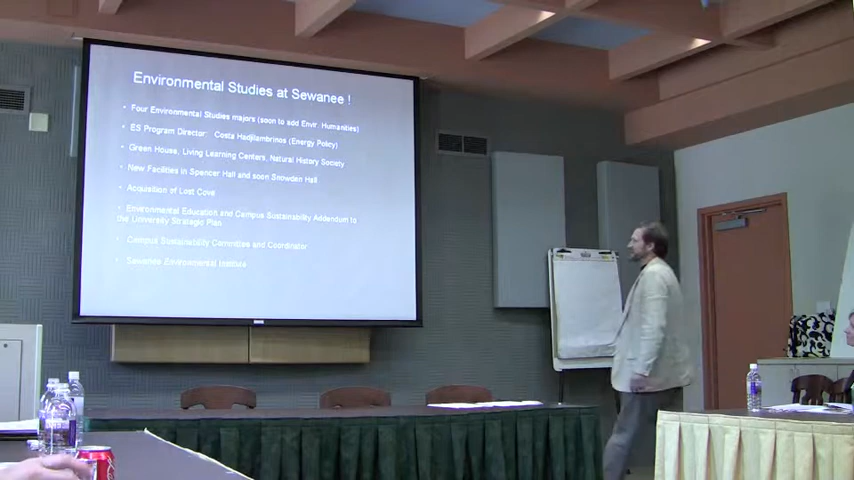 Environmental Studies at Sewanee !
• Four Environmental Studies majors (soon to add Envir. Humanities)
• ES Program Director: Costa Hadjilambrinos (Energy Policy)
• Green House, Living Learning Centers, Natural History Society
• New Facilities in Spencer Hall and soon Snowden Hall
• Acquisition of Lost Cove
• Environmental Education and Campus Sustainability Addendum to
the University Strategic Plan
• Campus Sustainability Committee and Coordinator
• Sewanee Environmental Institute